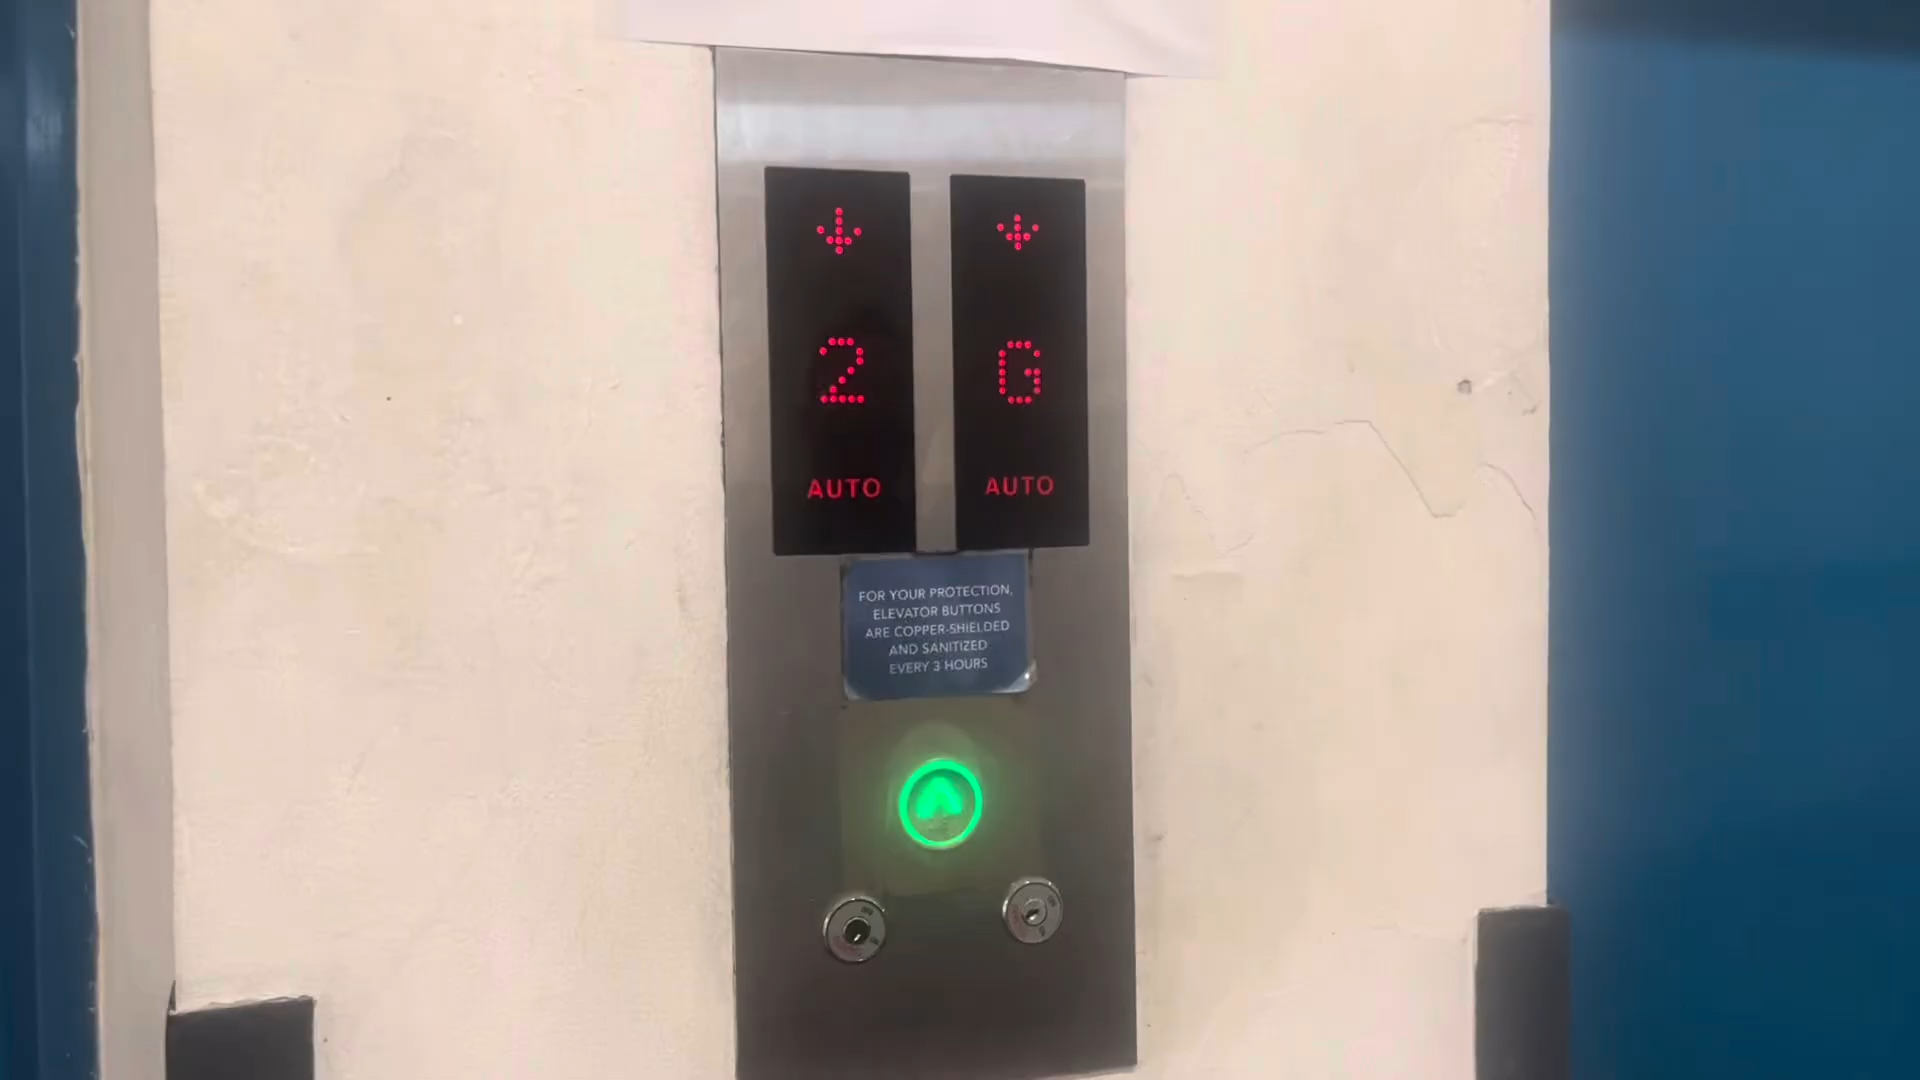 2 G
AUTO AUTO
FOR YOUR PROTECTION,
ELEVATOR BUTTONS
ARE COPPER-SHIELDED
AND SANITIZED
EVERY 3 HOURS